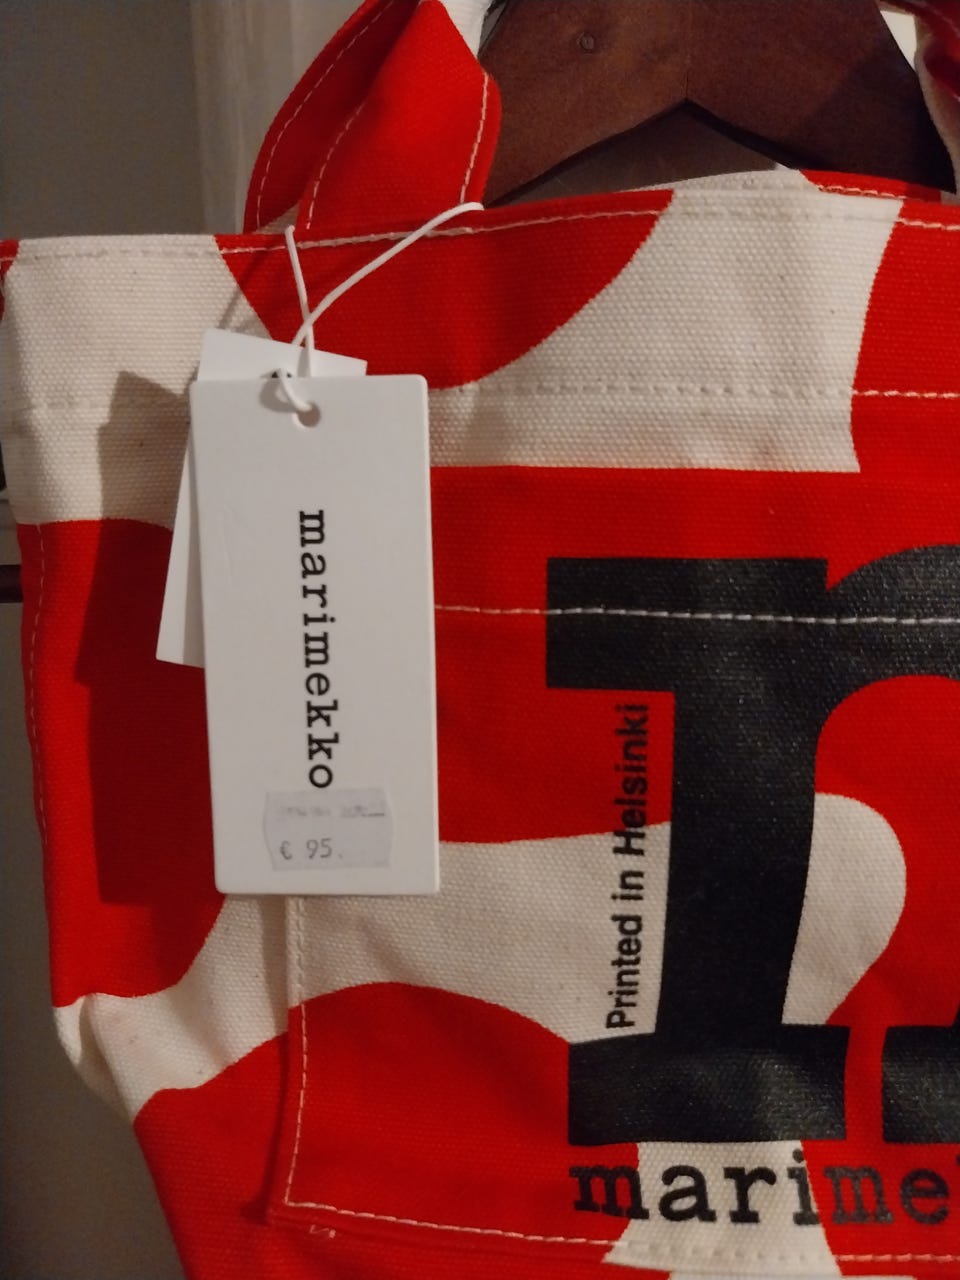 marimekko
€ 95.
Printed in Helsinki
m
marime